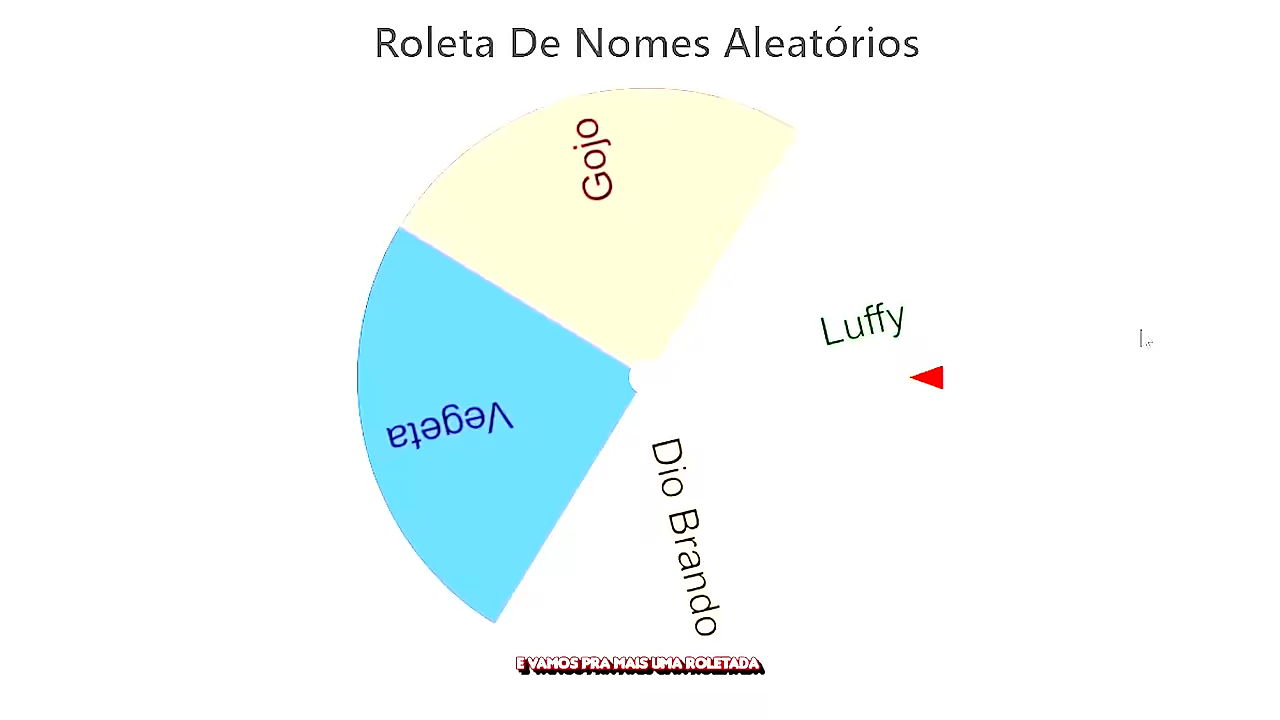 Roleta De Nomes Aleatórios
Gojo
Luffy
Vegeta
Dio Brando
E VAMOS PRA MAIS UMA ROLETADA